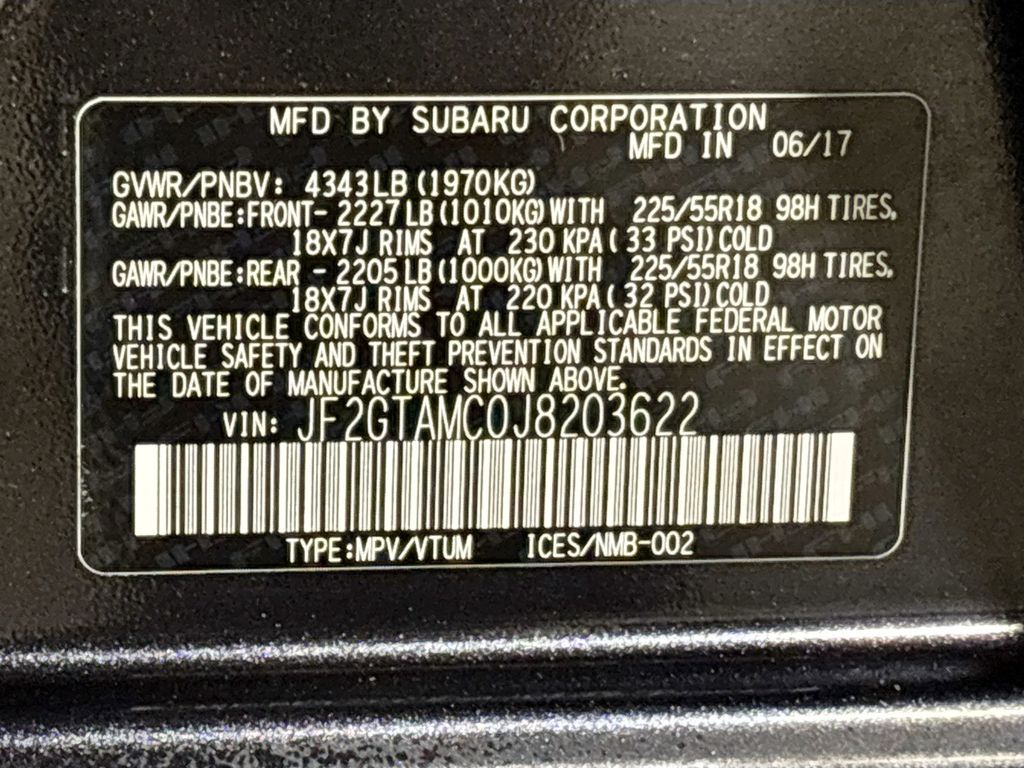 MFD BY SUBARU CORPORATION
MFD IN 06/17
GVWR/PNBV: 4343LB (1970KG)
GAWR/PNBE:FRONT- 2227LB (1010KG) WITH 225/55R18 98H TIRES,
18X7J RIMS AT 230 KPA ( 33 PSI) COLD
GAWR/PNBE:REAR - 2205LB (1000KG) WITH 225/55R18 98H TIRES,
18X7J RIMS AT 220 KPA ( 32 PSI) COLD
THIS VEHICLE CONFORMS TO ALL APPLICABLE FEDERAL MOTOR
VEHICLE SAFETY AND THEFT PREVENTION STANDARDS IN EFFECT ON
THE DATE OF MANUFACTURE SHOWN ABOVE.
VIN: JF2GTAMC0J8203622
TYPE:MPV/VTUM ICES/NMB-002